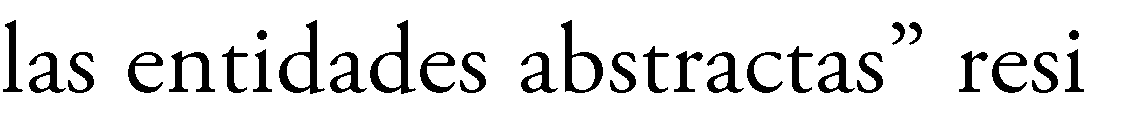 las entidades abstractas” resi